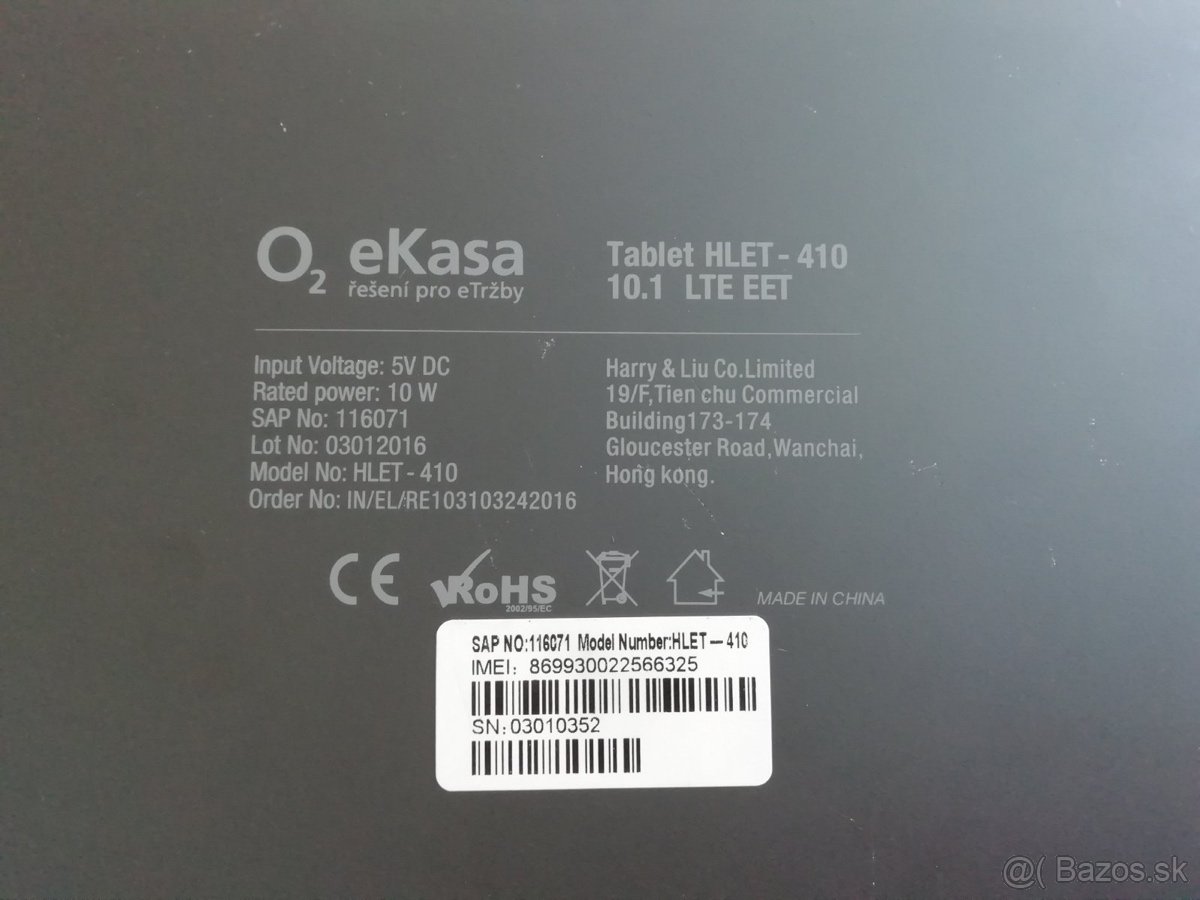 O2 eKasa
řešení pro eTržby
Tablet HLET - 410
10.1 LTE EET
Input Voltage: 5V DC
Rated power: 10 W
SAP No: 116071
Lot No: 03012016
Model No: HLET - 410
Order No: IN/EL/RE103103242016
Harry & Liu Co.Limited
19/F,Tien chu Commercial
Building173-174
Gloucester Road,Wanchai,
Hong kong.
CE
RoHS
2002/95/EC
MADE IN CHINA
SAP NO:116071 Model Number:HLET — 410
IMEI: 869930022566325
SN:03010352
@( Bazos.sk